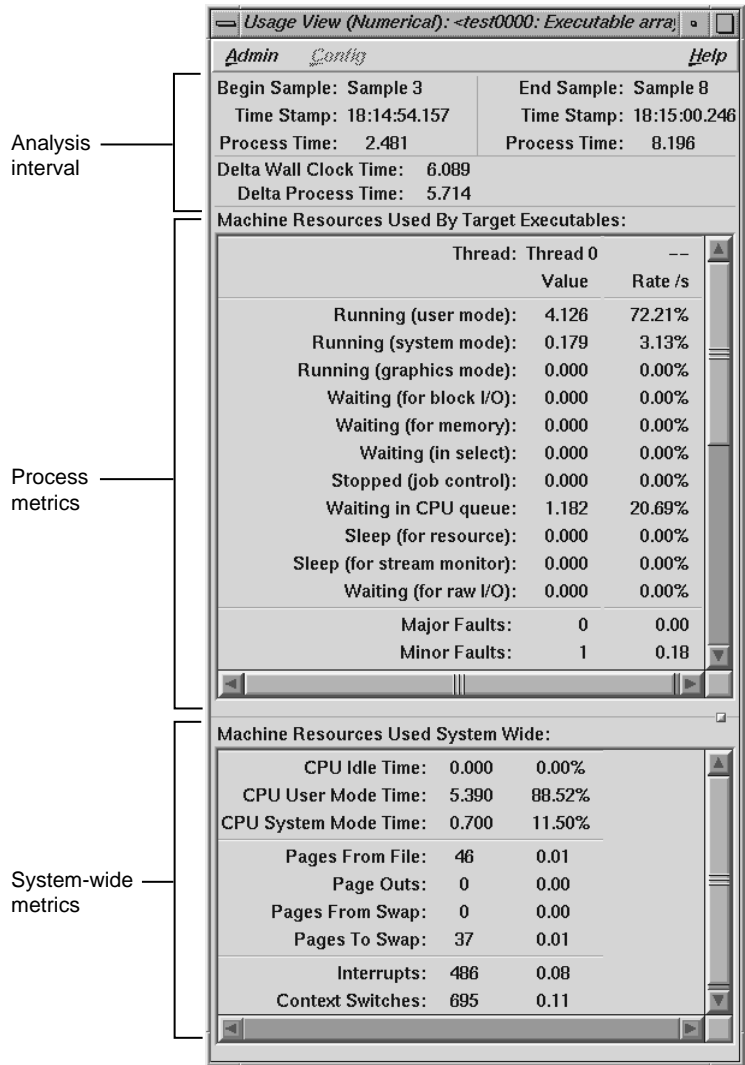 Usage View (Numerical): <test0000: Executable array
Admin Config Help
Begin Sample: Sample 3 End Sample: Sample 8
Time Stamp: 18:14:54.157 Time Stamp: 18:15:00.246
Process Time: 2.481 Process Time: 8.196
Analysis
interval
Delta Wall Clock Time: 6.089
Delta Process Time: 5.714
Machine Resources Used By Target Executables:
Thread: Thread 0 --
Value Rate /s
Running (user mode): 4.126 72.21%
Running (system mode): 0.179 3.13%
Running (graphics mode): 0.000 0.00%
Waiting (for block I/O): 0.000 0.00%
Waiting (for memory): 0.000 0.00%
Waiting (in select): 0.000 0.00%
Stopped (job control): 0.000 0.00%
Process
metrics
Waiting in CPU queue: 1.182 20.69%
Sleep (for resource): 0.000 0.00%
Sleep (for stream monitor): 0.000 0.00%
Waiting (for raw I/O): 0.000 0.00%
Major Faults: 0 0.00
Minor Faults: 1 0.18
Machine Resources Used System Wide:
CPU Idle Time: 0.000 0.00%
CPU User Mode Time: 5.390 88.52%
CPU System Mode Time: 0.700 11.50%
Pages From File: 46 0.01
System-wide
metrics
Page Outs: 0 0.00
Pages From Swap: 0 0.00
Pages To Swap: 37 0.01
Interrupts: 486 0.08
Context Switches: 695 0.11